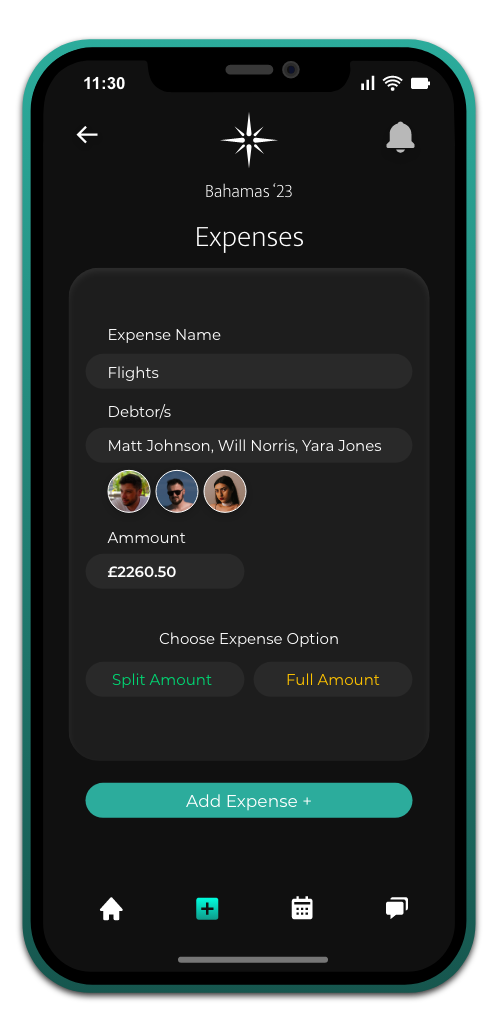 11:30
Bahamas ‘23
Expenses
Expense Name
Flights
Debtor/s
Matt Johnson, Will Norris, Yara Jones
Ammount
£2260.50
Choose Expense Option
Split Amount Full Amount
Add Expense +